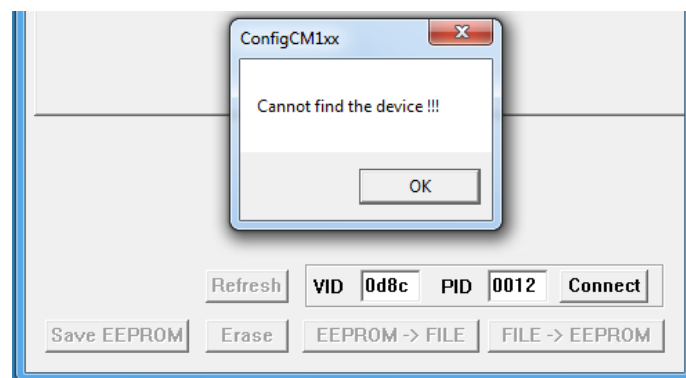 ConfigCM1xx
Cannot find the device !!!
OK
Refresh VID 0d8c PID 0012 Connect
Save EEPROM Erase EEPROM -> FILE FILE -> EEPROM